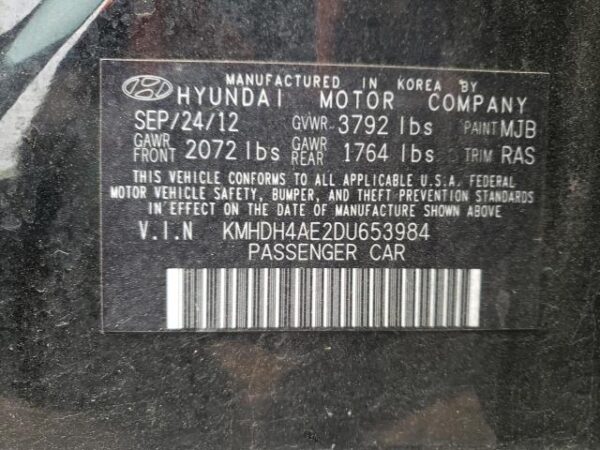 MANUFACTURED IN KOREA BY
HYUNDAI MOTOR COMPANY
SEP/24/12 GVWR 3792 lbs PAINT MJB
GAWR FRONT 2072 lbs GAWR REAR 1764 lbs TRIM RAS
THIS VEHICLE CONFORMS TO ALL APPLICABLE U.S.A. FEDERAL
MOTOR VEHICLE SAFETY, BUMPER, AND THEFT PREVENTION STANDARDS
IN EFFECT ON THE DATE OF MANUFACTURE SHOWN ABOVE
V.I.N KMHDH4AE2DU653984
PASSENGER CAR